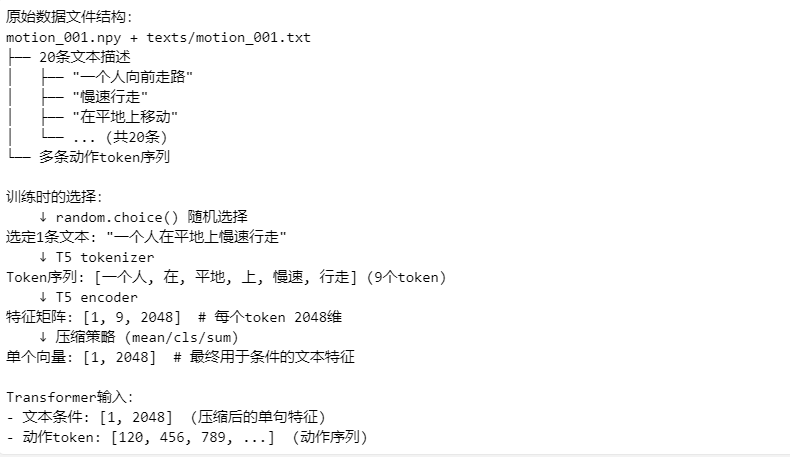 原始数据文件结构:
motion_001.npy + texts/motion_001.txt
├── 20条文本描述
│   ├── "一个人向前走路"
│   ├── "慢速行走"
│   ├── "在平地上移动"
│   └── ... (共20条)
└── 多条动作token序列

训练时的选择:
    ↓ random.choice() 随机选择
选定1条文本: "一个人在平地上慢速行走"
    ↓ T5 tokenizer
Token序列: [一个人, 在, 平地, 上, 慢速, 行走] (9个token)
    ↓ T5 encoder
特征矩阵: [1, 9, 2048]  # 每个token 2048维
    ↓ 压缩策略 (mean/cls/sum)
单个向量: [1, 2048]  # 最终用于条件的文本特征

Transformer输入:
- 文本条件: [1, 2048]  (压缩后的单句特征)
- 动作token: [120, 456, 789, ...]  (动作序列)